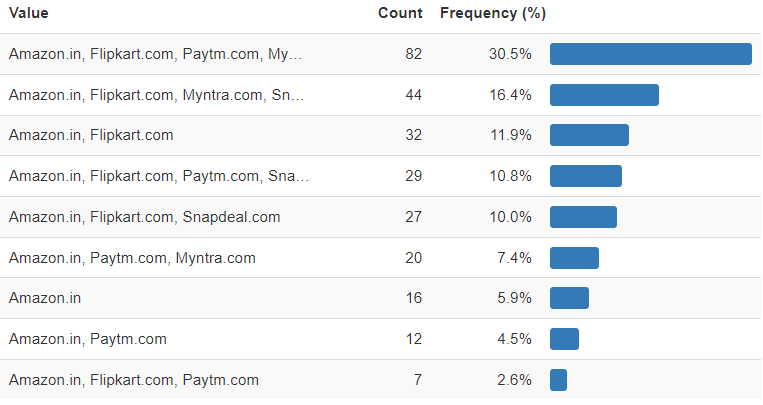 Value Count Frequency (%)
Amazon.in, Flipkart.com, Paytm.com, My… 82 30.5%
Amazon.in, Flipkart.com, Myntra.com, Sn… 44 16.4%
Amazon.in, Flipkart.com 32 11.9%
Amazon.in, Flipkart.com, Paytm.com, Sna… 29 10.8%
Amazon.in, Flipkart.com, Snapdeal.com 27 10.0%
Amazon.in, Paytm.com, Myntra.com 20 7.4%
Amazon.in 16 5.9%
Amazon.in, Paytm.com 12 4.5%
Amazon.in, Flipkart.com, Paytm.com 7 2.6%